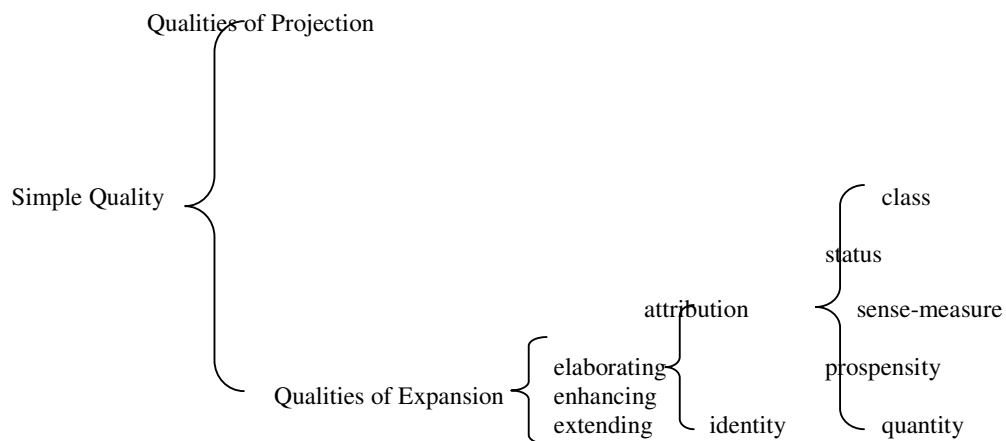 Qualities of Projection
Simple Quality
class
status
attribution
sense-measure
elaborating
prospensity
Qualities of Expansion
enhancing
extending
identity
quantity